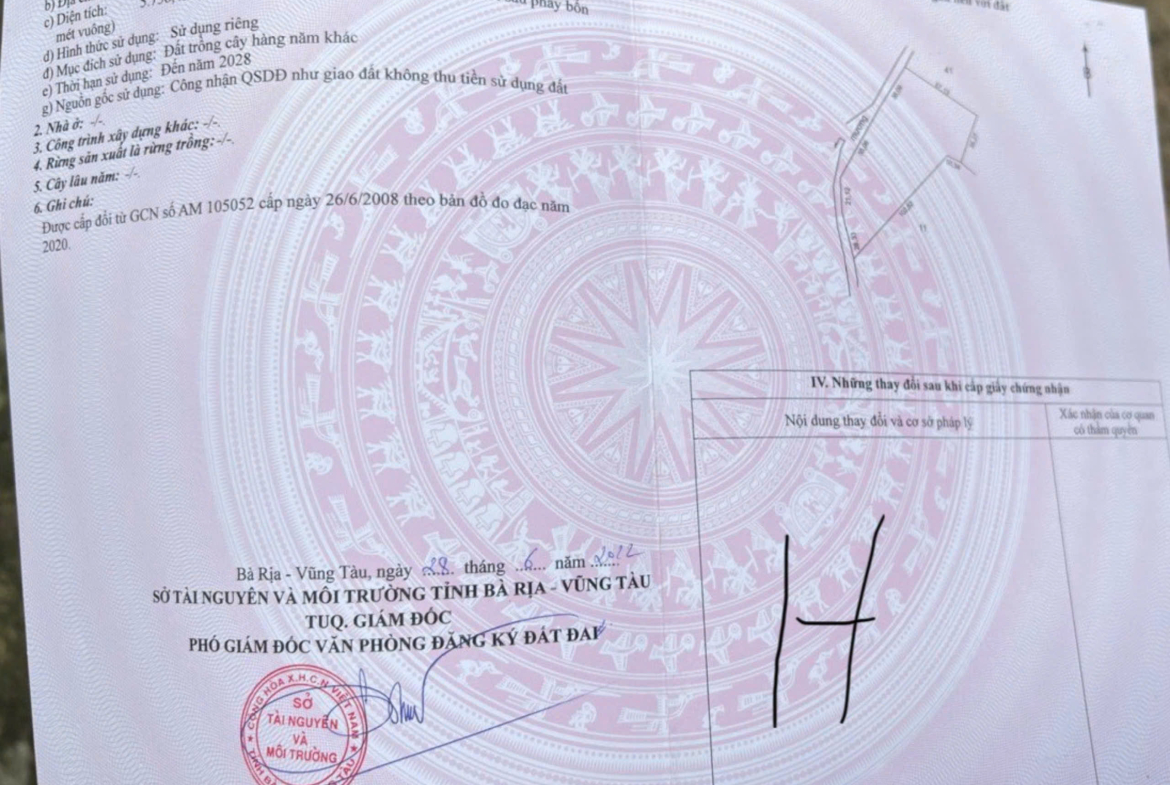 c) Diện tích:
mét vuông)
d) Hình thức sử dụng: Sử dụng riêng
đ) Mục đích sử dụng: Đất trồng cây hàng năm khác
e) Thời hạn sử dụng: Đến năm 2028
g) Nguồn gốc sử dụng: Công nhận QSDĐ như giao đất không thu tiền sử dụng đất
2. Nhà ở: -/-.
3. Công trình xây dựng khác: -/-.
4. Rừng sản xuất là rừng trồng: -/-.
5. Cây lâu năm: -/-.
6. Ghi chú:
Được cấp đổi từ GCN số AM 105052 cấp ngày 26/6/2008 theo bản đồ đo đạc năm
2020.
B
IV. Những thay đổi sau khi cấp giấy chứng nhận
Nội dung thay đổi và cơ sở pháp lý
Xác nhận của cơ quan
có thẩm quyền
H
Bà Rịa - Vũng Tàu, ngày 28 tháng 6 năm 2022
SỞ TÀI NGUYÊN VÀ MÔI TRƯỜNG TỈNH BÀ RỊA - VŨNG TÀU
TUQ. GIÁM ĐỐC
PHÓ GIÁM ĐỐC VĂN PHÒNG ĐĂNG KÝ ĐẤT ĐAI
CỘNG HÒA X.H.C.N VIỆT NAM
SỞ
TÀI NGUYÊN
VÀ
MÔI TRƯỜNG